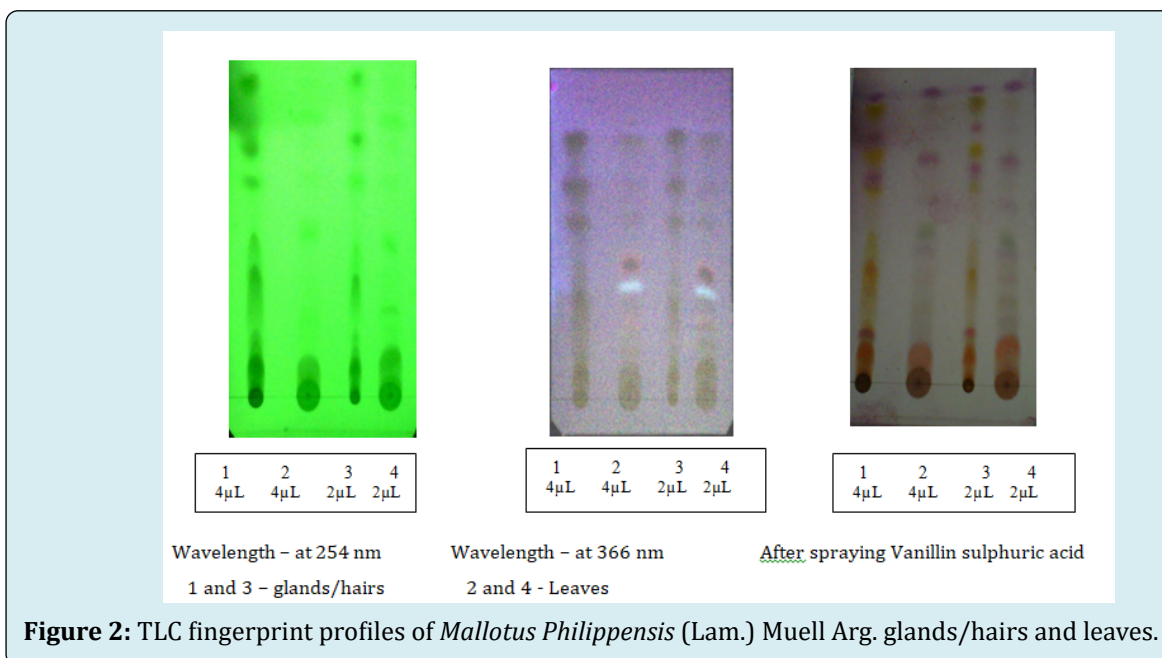 1 2 3 4
4µL 4µL 2µL 2µL
1 2 3 4
4µL 4µL 2µL 2µL
1 2 3 4
4µL 4µL 2µL 2µL
Wavelength – at 254 nm
1 and 3 – glands/hairs
Wavelength – at 366 nm
2 and 4 - Leaves
After spraying Vanillin sulphuric acid
Figure 2: TLC fingerprint profiles of Mallotus Philippensis (Lam.) Muell Arg. glands/hairs and leaves.